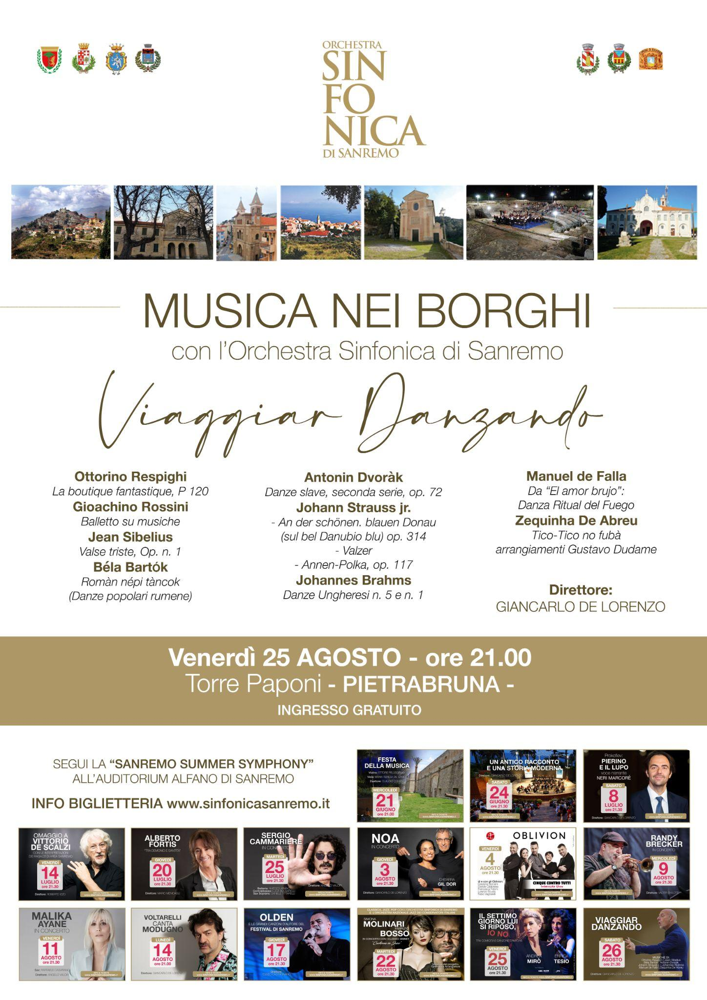 ORCHESTRA
SIN
FO
NICA
DI SANREMO
MUSICA NEI BORGHI
con l'Orchestra Sinfonica di Sanremo
Viaggiar Danzando
Ottorino Respighi
La boutique fantastique, P 120
Gioachino Rossini
Balletto su musiche
Jean Sibelius
Valse triste, Op. n. 1
Béla Bartók
Romàn népi tàncok
(Danze popolari rumene)
Antonin Dvoràk
Danze slave, seconda serie, op. 72
Johann Strauss jr.
- An der schönen. blauen Donau
(sul bel Danubio blu) op. 314
- Valzer
- Annen-Polka, op. 117
Johannes Brahms
Danze Ungheresi n. 5 e n. 1
Manuel de Falla
Da "El amor brujo":
Danza Ritual del Fuego
Zequinha De Abreu
Tico-Tico no fubà
arrangiamenti Gustavo Dudame
Direttore:
GIANCARLO DE LORENZO
Venerdì 25 AGOSTO - ore 21.00
Torre Paponi - PIETRABRUNA -
INGRESSO GRATUITO
SEGUI LA "SANREMO SUMMER SYMPHONY"
ALL'AUDITORIUM ALFANO DI SANREMO
INFO BIGLIETTERIA www.sinfonicasanremo.it
FESTA
DELLA MUSICA
Violino: ETTORE PELLEGRINO
Direttore: CLAUDIO COHEN
MERCOLEDÌ
21
GIUGNO
ore 21.00
INFO & TICKETS
WWW.SINFONICASANREMO.IT
UN ANTICO RACCONTO
E UNA STORIA MODERNA
Direttore: GIANCARLO DE LORENZO
SABATO
24
GIUGNO
ore 21.30
INFO & TICKETS
WWW.SINFONICASANREMO.IT
Prokofiev:
PIERINO
E IL LUPO
voce narrante
NERI MARCORÈ
SABATO
8
LUGLIO
ore 21.30
Direttore: GIANCARLO DE LORENZO
INFO & TICKETS
WWW.SINFONICASANREMO.IT
OMAGGIO A
VITTORIO
DE SCALZI
CON LE INTERPRETAZIONI
DEI RAGAZZI DI AREA SANREMO
VENERDÌ
14
LUGLIO
ore 21.30
Direttore: ROBERTO IZZO
INFO & TICKETS
WWW.SINFONICASANREMO.IT
ALBERTO
FORTIS
"TRA DEMONIO E SANTITÀ"
GIOVEDÌ
20
LUGLIO
ore 21.30
Direttore: MARIO MENICAGLI
INFO & TICKETS
WWW.SINFONICASANREMO.IT
SERGIO
CAMMARIERE
IN CONCERTO
MARTEDÌ
25
LUGLIO
ore 21.30
Batteria: AMEDEO ARIANO
Contrabbasso: LUCA BULGARELLI
Sax Soprano: DANIELE TITTARELLI
Direttore: ANGELO VALORI
INFO & TICKETS
WWW.SINFONICASANREMO.IT
NOA
IN CONCERTO
GIOVEDÌ
3
AGOSTO
ore 21.30
CHITARRA
GIL DOR
Direttore: GIANCARLO DE LORENZO
INFO & TICKETS
WWW.SINFONICASANREMO.IT
OBLIVION
VENERDÌ
4
AGOSTO
ore 21.30
di e con gli Oblivion:
Graziana Borciani
Davide Calabrese
Francesca Folloni
Lorenzo Scuda
Fabio Vagnarelli
CINQUE CONTRO TUTTI
Intervista Show
INFO & TICKETS
WWW.SINFONICASANREMO.IT
RANDY
BRECKER
IN CONCERTO
MERCOLEDÌ
9
AGOSTO
ore 21.30
Direttore: VALTER SIVILOTTI
INFO & TICKETS
WWW.SINFONICASANREMO.IT
MALIKA
AYANE
IN CONCERTO
VENERDÌ
11
AGOSTO
ore 21.30
Sax: RAFFAELE CASARANO
Direttore: ANGELO VALORI
INFO & TICKETS
WWW.SINFONICASANREMO.IT
VOLTARELLI
CANTA
MODUGNO
LUNEDÌ
14
AGOSTO
ore 21.00
Direttore: GIANCARLO DE LORENZO
INFO & TICKETS
WWW.SINFONICASANREMO.IT
OLDEN
E LE GRANDI CANZONI D'AUTORE DEL
FESTIVAL DI SANREMO
GIOVEDÌ
17
AGOSTO
ore 21.30
Direttore:
INFO & TICKETS
WWW.SINFONICASANREMO.IT
CLASSICA, JAZZ, POP CON L'ORCHESTRA SINFONICA DI SANREMO
E L'ORCHESTRA NAZIONALE JAZZ DEI CONSERVATORI ITALIANI
SIMONA
MOLINARI
FABRIZIO
BOSSO
IN CONCERTO CON I CLASSICI DISNEY
"Cartoons in Jazz"
MARTEDÌ
22
AGOSTO
ore 21.30
INFO & TICKETS
WWW.SINFONICASANREMO.IT
IL SETTIMO
GIORNO LUI
SI RIPOSÒ,
IO NO
TRA COMICITÀ E CANZONE D'AUTORE
VENERDÌ
25
AGOSTO
ore 21.30
ANDREA
MIRÒ
ENRICA
TESIO
INFO & TICKETS WWW.SINFONICASANREMO.IT
VIAGGIAR
DANZANDO
SABATO
26
AGOSTO
ore 21.30
MUSICHE DI:
Ottorino Respighi | Jean Sibelius
Béla Bartók | Antonin Dvoràk
Johann Strauss jr. | Johannes Brahms
Manuel de Falla | Zequinha De Abreu
Direttore: GIANCARLO DE LORENZO
INFO & TICKETS
WWW.SINFONICASANREMO.IT